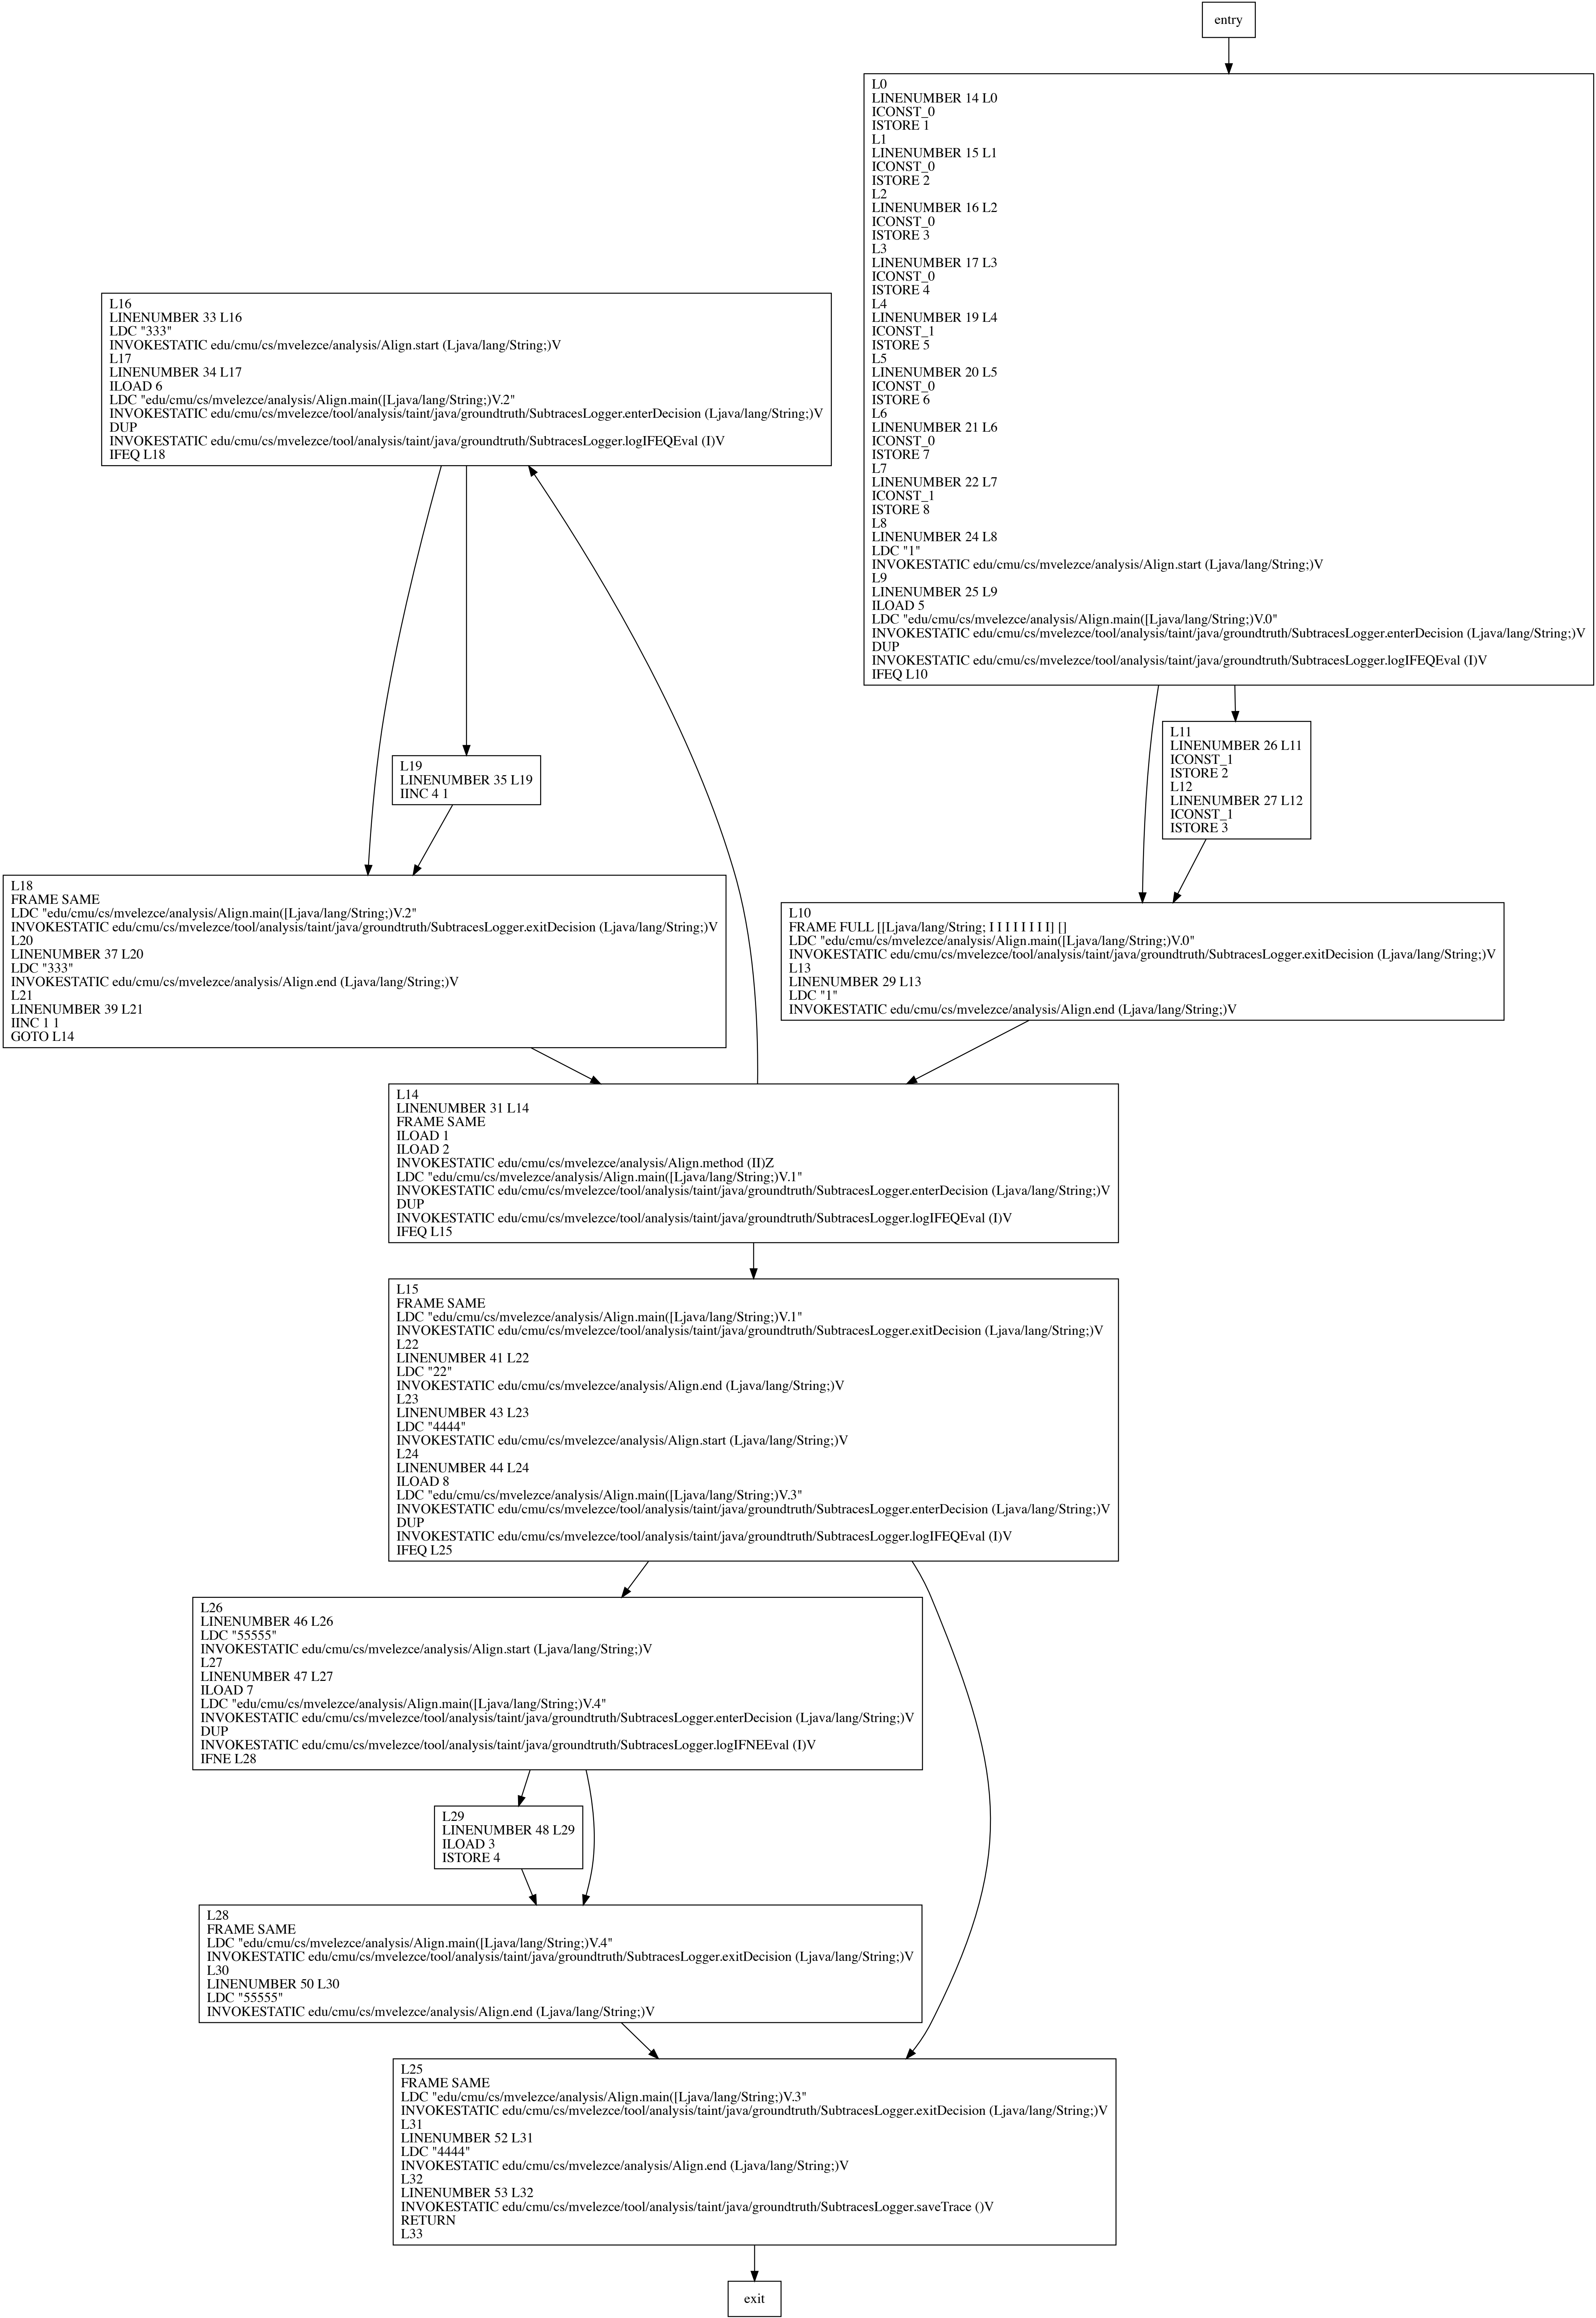 entry
L0
LINENUMBER 14 L0
ICONST_0
ISTORE 1
L1
LINENUMBER 15 L1
ICONST_0
ISTORE 2
L2
LINENUMBER 16 L2
ICONST_0
ISTORE 3
L3
LINENUMBER 17 L3
ICONST_0
ISTORE 4
L4
LINENUMBER 19 L4
ICONST_1
ISTORE 5
L5
LINENUMBER 20 L5
ICONST_0
ISTORE 6
L6
LINENUMBER 21 L6
ICONST_0
ISTORE 7
L7
LINENUMBER 22 L7
ICONST_1
ISTORE 8
L8
LINENUMBER 24 L8
LDC "1"
INVOKESTATIC edu/cmu/cs/mvelezce/analysis/Align.start (Ljava/lang/String;)V
L9
LINENUMBER 25 L9
ILOAD 5
LDC "edu/cmu/cs/mvelezce/analysis/Align.main([Ljava/lang/String;)V.0"
INVOKESTATIC edu/cmu/cs/mvelezce/tool/analysis/taint/java/groundtruth/SubtracesLogger.enterDecision (Ljava/lang/String;)V
DUP
INVOKESTATIC edu/cmu/cs/mvelezce/tool/analysis/taint/java/groundtruth/SubtracesLogger.logIFEQEval (I)V
IFEQ L10
L16
LINENUMBER 33 L16
LDC "333"
INVOKESTATIC edu/cmu/cs/mvelezce/analysis/Align.start (Ljava/lang/String;)V
L17
LINENUMBER 34 L17
ILOAD 6
LDC "edu/cmu/cs/mvelezce/analysis/Align.main([Ljava/lang/String;)V.2"
INVOKESTATIC edu/cmu/cs/mvelezce/tool/analysis/taint/java/groundtruth/SubtracesLogger.enterDecision (Ljava/lang/String;)V
DUP
INVOKESTATIC edu/cmu/cs/mvelezce/tool/analysis/taint/java/groundtruth/SubtracesLogger.logIFEQEval (I)V
IFEQ L18
L11
LINENUMBER 26 L11
ICONST_1
ISTORE 2
L12
LINENUMBER 27 L12
ICONST_1
ISTORE 3
L19
LINENUMBER 35 L19
IINC 4 1
L18
FRAME SAME
LDC "edu/cmu/cs/mvelezce/analysis/Align.main([Ljava/lang/String;)V.2"
INVOKESTATIC edu/cmu/cs/mvelezce/tool/analysis/taint/java/groundtruth/SubtracesLogger.exitDecision (Ljava/lang/String;)V
L20
LINENUMBER 37 L20
LDC "333"
INVOKESTATIC edu/cmu/cs/mvelezce/analysis/Align.end (Ljava/lang/String;)V
L21
LINENUMBER 39 L21
IINC 1 1
GOTO L14
L10
FRAME FULL [[Ljava/lang/String; I I I I I I I I] []
LDC "edu/cmu/cs/mvelezce/analysis/Align.main([Ljava/lang/String;)V.0"
INVOKESTATIC edu/cmu/cs/mvelezce/tool/analysis/taint/java/groundtruth/SubtracesLogger.exitDecision (Ljava/lang/String;)V
L13
LINENUMBER 29 L13
LDC "1"
INVOKESTATIC edu/cmu/cs/mvelezce/analysis/Align.end (Ljava/lang/String;)V
L14
LINENUMBER 31 L14
FRAME SAME
ILOAD 1
ILOAD 2
INVOKESTATIC edu/cmu/cs/mvelezce/analysis/Align.method (II)Z
LDC "edu/cmu/cs/mvelezce/analysis/Align.main([Ljava/lang/String;)V.1"
INVOKESTATIC edu/cmu/cs/mvelezce/tool/analysis/taint/java/groundtruth/SubtracesLogger.enterDecision (Ljava/lang/String;)V
DUP
INVOKESTATIC edu/cmu/cs/mvelezce/tool/analysis/taint/java/groundtruth/SubtracesLogger.logIFEQEval (I)V
IFEQ L15
L15
FRAME SAME
LDC "edu/cmu/cs/mvelezce/analysis/Align.main([Ljava/lang/String;)V.1"
INVOKESTATIC edu/cmu/cs/mvelezce/tool/analysis/taint/java/groundtruth/SubtracesLogger.exitDecision (Ljava/lang/String;)V
L22
LINENUMBER 41 L22
LDC "22"
INVOKESTATIC edu/cmu/cs/mvelezce/analysis/Align.end (Ljava/lang/String;)V
L23
LINENUMBER 43 L23
LDC "4444"
INVOKESTATIC edu/cmu/cs/mvelezce/analysis/Align.start (Ljava/lang/String;)V
L24
LINENUMBER 44 L24
ILOAD 8
LDC "edu/cmu/cs/mvelezce/analysis/Align.main([Ljava/lang/String;)V.3"
INVOKESTATIC edu/cmu/cs/mvelezce/tool/analysis/taint/java/groundtruth/SubtracesLogger.enterDecision (Ljava/lang/String;)V
DUP
INVOKESTATIC edu/cmu/cs/mvelezce/tool/analysis/taint/java/groundtruth/SubtracesLogger.logIFEQEval (I)V
IFEQ L25
L26
LINENUMBER 46 L26
LDC "55555"
INVOKESTATIC edu/cmu/cs/mvelezce/analysis/Align.start (Ljava/lang/String;)V
L27
LINENUMBER 47 L27
ILOAD 7
LDC "edu/cmu/cs/mvelezce/analysis/Align.main([Ljava/lang/String;)V.4"
INVOKESTATIC edu/cmu/cs/mvelezce/tool/analysis/taint/java/groundtruth/SubtracesLogger.enterDecision (Ljava/lang/String;)V
DUP
INVOKESTATIC edu/cmu/cs/mvelezce/tool/analysis/taint/java/groundtruth/SubtracesLogger.logIFNEEval (I)V
IFNE L28
L29
LINENUMBER 48 L29
ILOAD 3
ISTORE 4
L28
FRAME SAME
LDC "edu/cmu/cs/mvelezce/analysis/Align.main([Ljava/lang/String;)V.4"
INVOKESTATIC edu/cmu/cs/mvelezce/tool/analysis/taint/java/groundtruth/SubtracesLogger.exitDecision (Ljava/lang/String;)V
L30
LINENUMBER 50 L30
LDC "55555"
INVOKESTATIC edu/cmu/cs/mvelezce/analysis/Align.end (Ljava/lang/String;)V
L25
FRAME SAME
LDC "edu/cmu/cs/mvelezce/analysis/Align.main([Ljava/lang/String;)V.3"
INVOKESTATIC edu/cmu/cs/mvelezce/tool/analysis/taint/java/groundtruth/SubtracesLogger.exitDecision (Ljava/lang/String;)V
L31
LINENUMBER 52 L31
LDC "4444"
INVOKESTATIC edu/cmu/cs/mvelezce/analysis/Align.end (Ljava/lang/String;)V
L32
LINENUMBER 53 L32
INVOKESTATIC edu/cmu/cs/mvelezce/tool/analysis/taint/java/groundtruth/SubtracesLogger.saveTrace ()V
RETURN
L33
exit